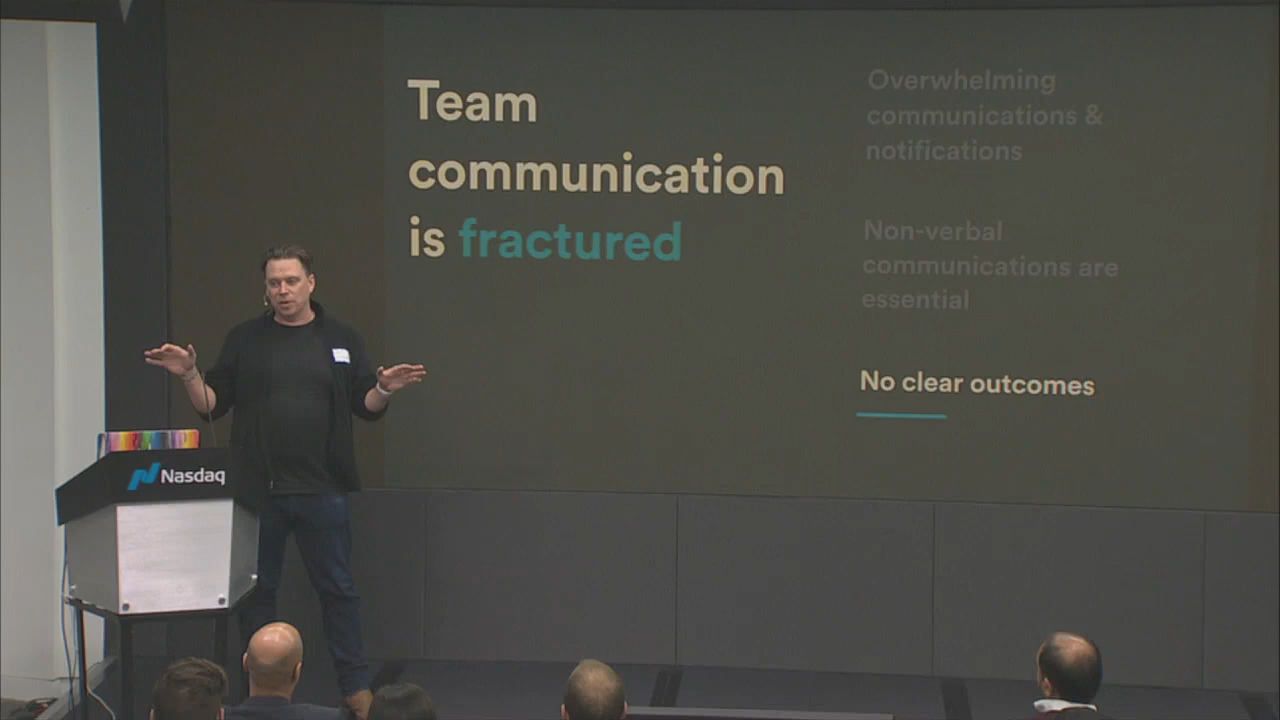 Team
communication
is fractured
Overwhelming
communications &
notifications
Non-verbal
communications are
essential
No clear outcomes
Nasdaq